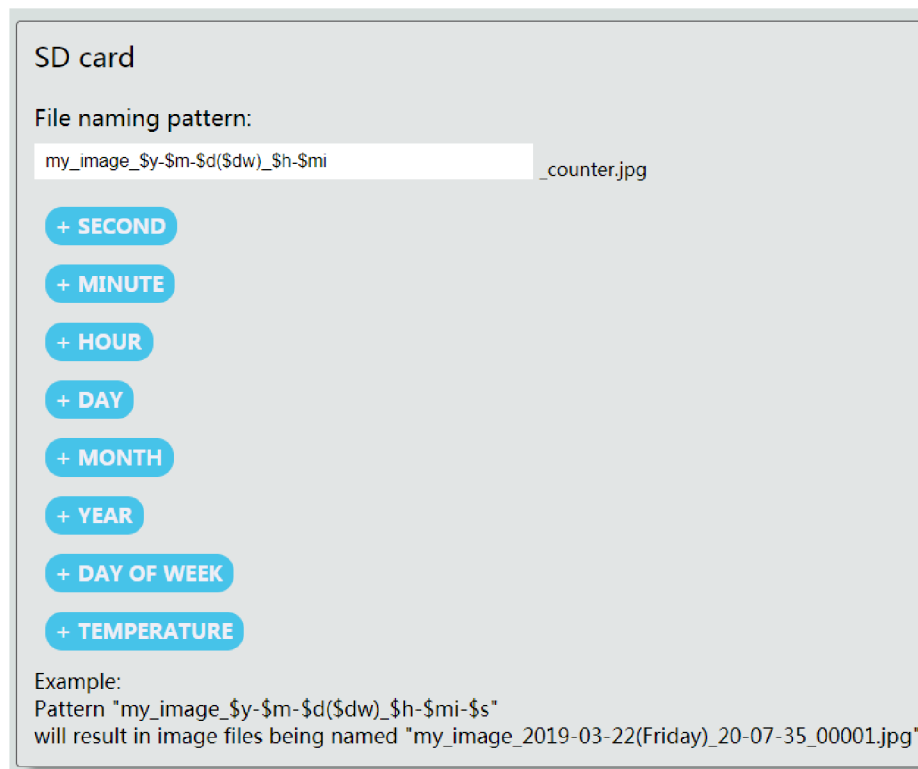 SD card
File naming pattern:
my_image_$y-$m-$d($dw)_$h-$mi _counter.jpg
+ SECOND
+ MINUTE
+ HOUR
+ DAY
+ MONTH
+ YEAR
+ DAY OF WEEK
+ TEMPERATURE
Example:
Pattern "my_image_$y-$m-$d($dw)_$h-$mi-$s"
will result in image files being named "my_image_2019-03-22(Friday)_20-07-35_00001.jpg"